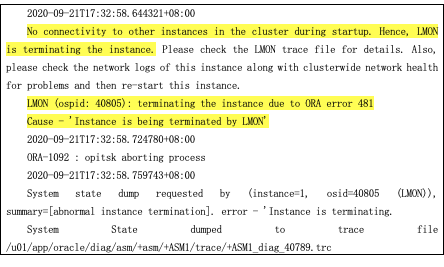 2020-09-21T17:32:58.644321+08:00
No connectivity to other instances in the cluster during startup. Hence, LMON
is terminating the instance. Please check the LMON trace file for details. Also,
please check the network logs of this instance along with clusterwide network health
for problems and then re-start this instance.
LMON (ospid: 40805): terminating the instance due to ORA error 481
Cause - 'Instance is being terminated by LMON'
2020-09-21T17:32:58.724780+08:00
ORA-1092 : opitsk aborting process
2020-09-21T17:32:58.759743+08:00
System state dump requested by (instance=1, osid=40805 (LMON)),
summary=[abnormal instance termination]. error - 'Instance is terminating.
System State dumped to trace file
/u01/app/oracle/diag/asm/+asm/+ASM1/trace/+ASM1_diag_40789.trc